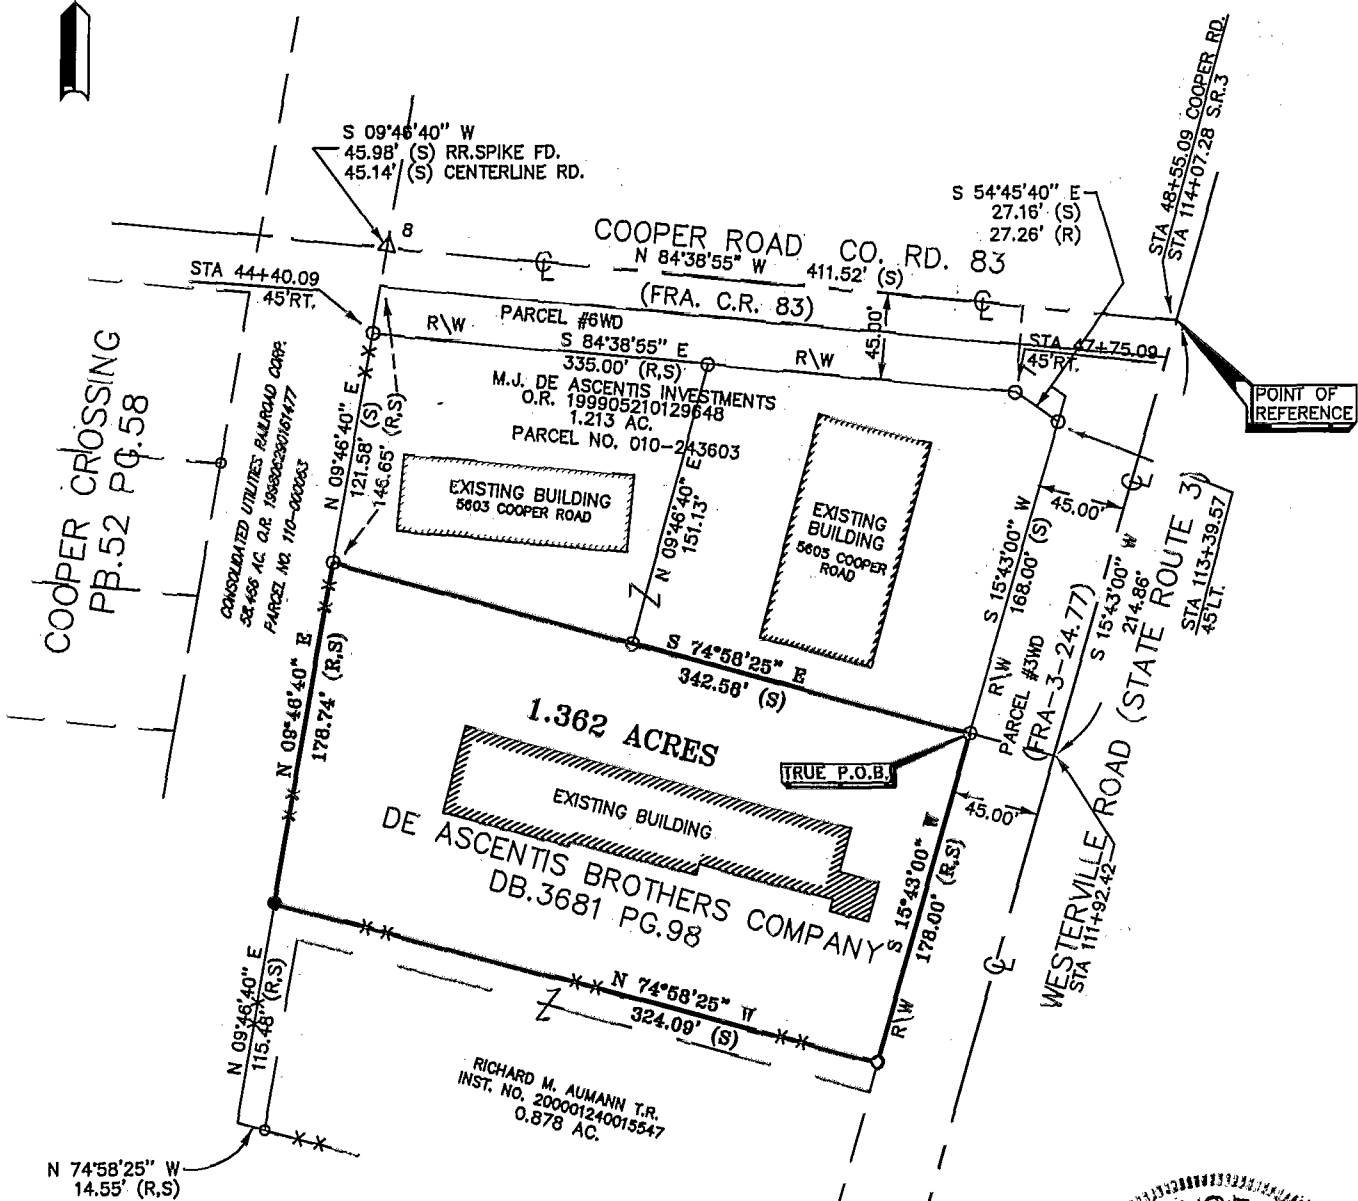 S 09°46'40" W
45.98' (S) RR.SPIKE FD.
45.14' (S) CENTERLINE RD.
8
STA 48+55.09 COOPER RD.
STA 114+07.28 S.R.3
S 54°45'40" E
27.16' (S)
27.26' (R)
COOPER ROAD CO. RD. 83
N 84°38'55" W 411.52' (S)
(FRA. C.R. 83)
STA 44+40.09
45'RT.
PARCEL #6WD
R\W
S 84°38'55" E
335.00' (R,S)
R\W
45.00'
STA 47+75.09
45'RT.
POINT OF
REFERENCE
M.J. DE ASCENTIS INVESTMENTS
O.R. 199905210129648
1.213 AC.
PARCEL NO. 010-243603
COOPER CROSSING
PB.52 PG.58
CONSOLIDATED UTILITIES RAILROAD CORP.
58.466 AC. O.R. 199806290161477
PARCEL NO. 110-000063
N 09°46'40" E
121.58' (S)
146.65' (R,S)
EXISTING BUILDING
5603 COOPER ROAD
N 09°46'40" E
151.13'
EXISTING
BUILDING
5605 COOPER
ROAD
S 15°43'00" W
168.00' (S)
45.00'
S 15°43'00" W
214.86'
STA 113+39.57
45'LT.
R\W
PARCEL #3WD
(FRA-3-24.77)
WESTERVILLE ROAD (STATE ROUTE 3)
STA 111+92.42
N 09°46'40" E
178.74' (R,S)
S 74°58'25" E
342.58' (S)
1.362 ACRES
TRUE P.O.B.
EXISTING BUILDING
45.00'
DE ASCENTIS BROTHERS COMPANY
DB.3681 PG.98
S 15°43'00" W
178.00' (R,S)
R\W
N 74°58'25" W
324.09' (S)
N 09°46'40" E
115.48' (R,S)
RICHARD M. AUMANN T.R.
INST. NO. 200001240015547
0.878 AC.
N 74°58'25" W
14.55' (R,S)